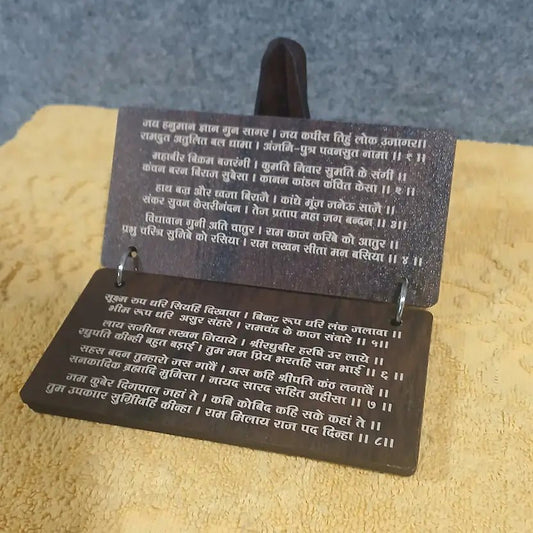 जय हनुमान ज्ञान गुन सागर । जय कपीस तिहुं लोक उजागर।।
रामदुत अतुलित बल धामा । अंजनि-पुत्र पवनसुत नामा ।। १ ।।
महाबीर बिक्रम बजरंगी । कुमति निवार सुमति के संगीं ।।
कंचन बरन बिराज सुबेसा । कानन कांडल कंचित केसा ।। २ ।।
हाथ बज्र और ध्वजा बिराजै । कांधे मूंज जनेऊ साजै ।।
संकर सुवन केसरीनंदन । तेज प्रताप महा जग बन्दन ।। ३।।
विद्यावान गुनी अति चातुर । राम काज करिबे को आतुर ।।
प्रभु चरित्र सुनिबे को रसिया । राम लखन सीता मन बसिया ।। ४ ।।
सूक्ष्म रुप धरि सियहि दिखावा । बिकट रूप धरि लंक जलावा ।।
भीम रूप धरि असुर संहारे । रामचंद्र के काज संवारे ।। ५।।
लाय सजीवन लखन जियाये । श्रीरघुबीर हरषि उर लाये ।।
रघुपति कीन्ही बहुत बड़ाई । तुम मम प्रिय भरतहि सम भाई ।। ६ ।।
सहस बदन तुम्हारो जस गावैं । अस कहि श्रीपति कंठ लगावैं ।।
सनकादिक ब्रह्मादि मुनिसा । नारद सारद सहित अहीसा ।। ७ ।।
जम कुबेर दिगपाल जहां ते । कबि कोबिद कहि सके कहां ते ।।
तुम उपकार सुग्रिवहिं कीन्हा । राम मिलाय राज पद दिन्हा ।। ८।।